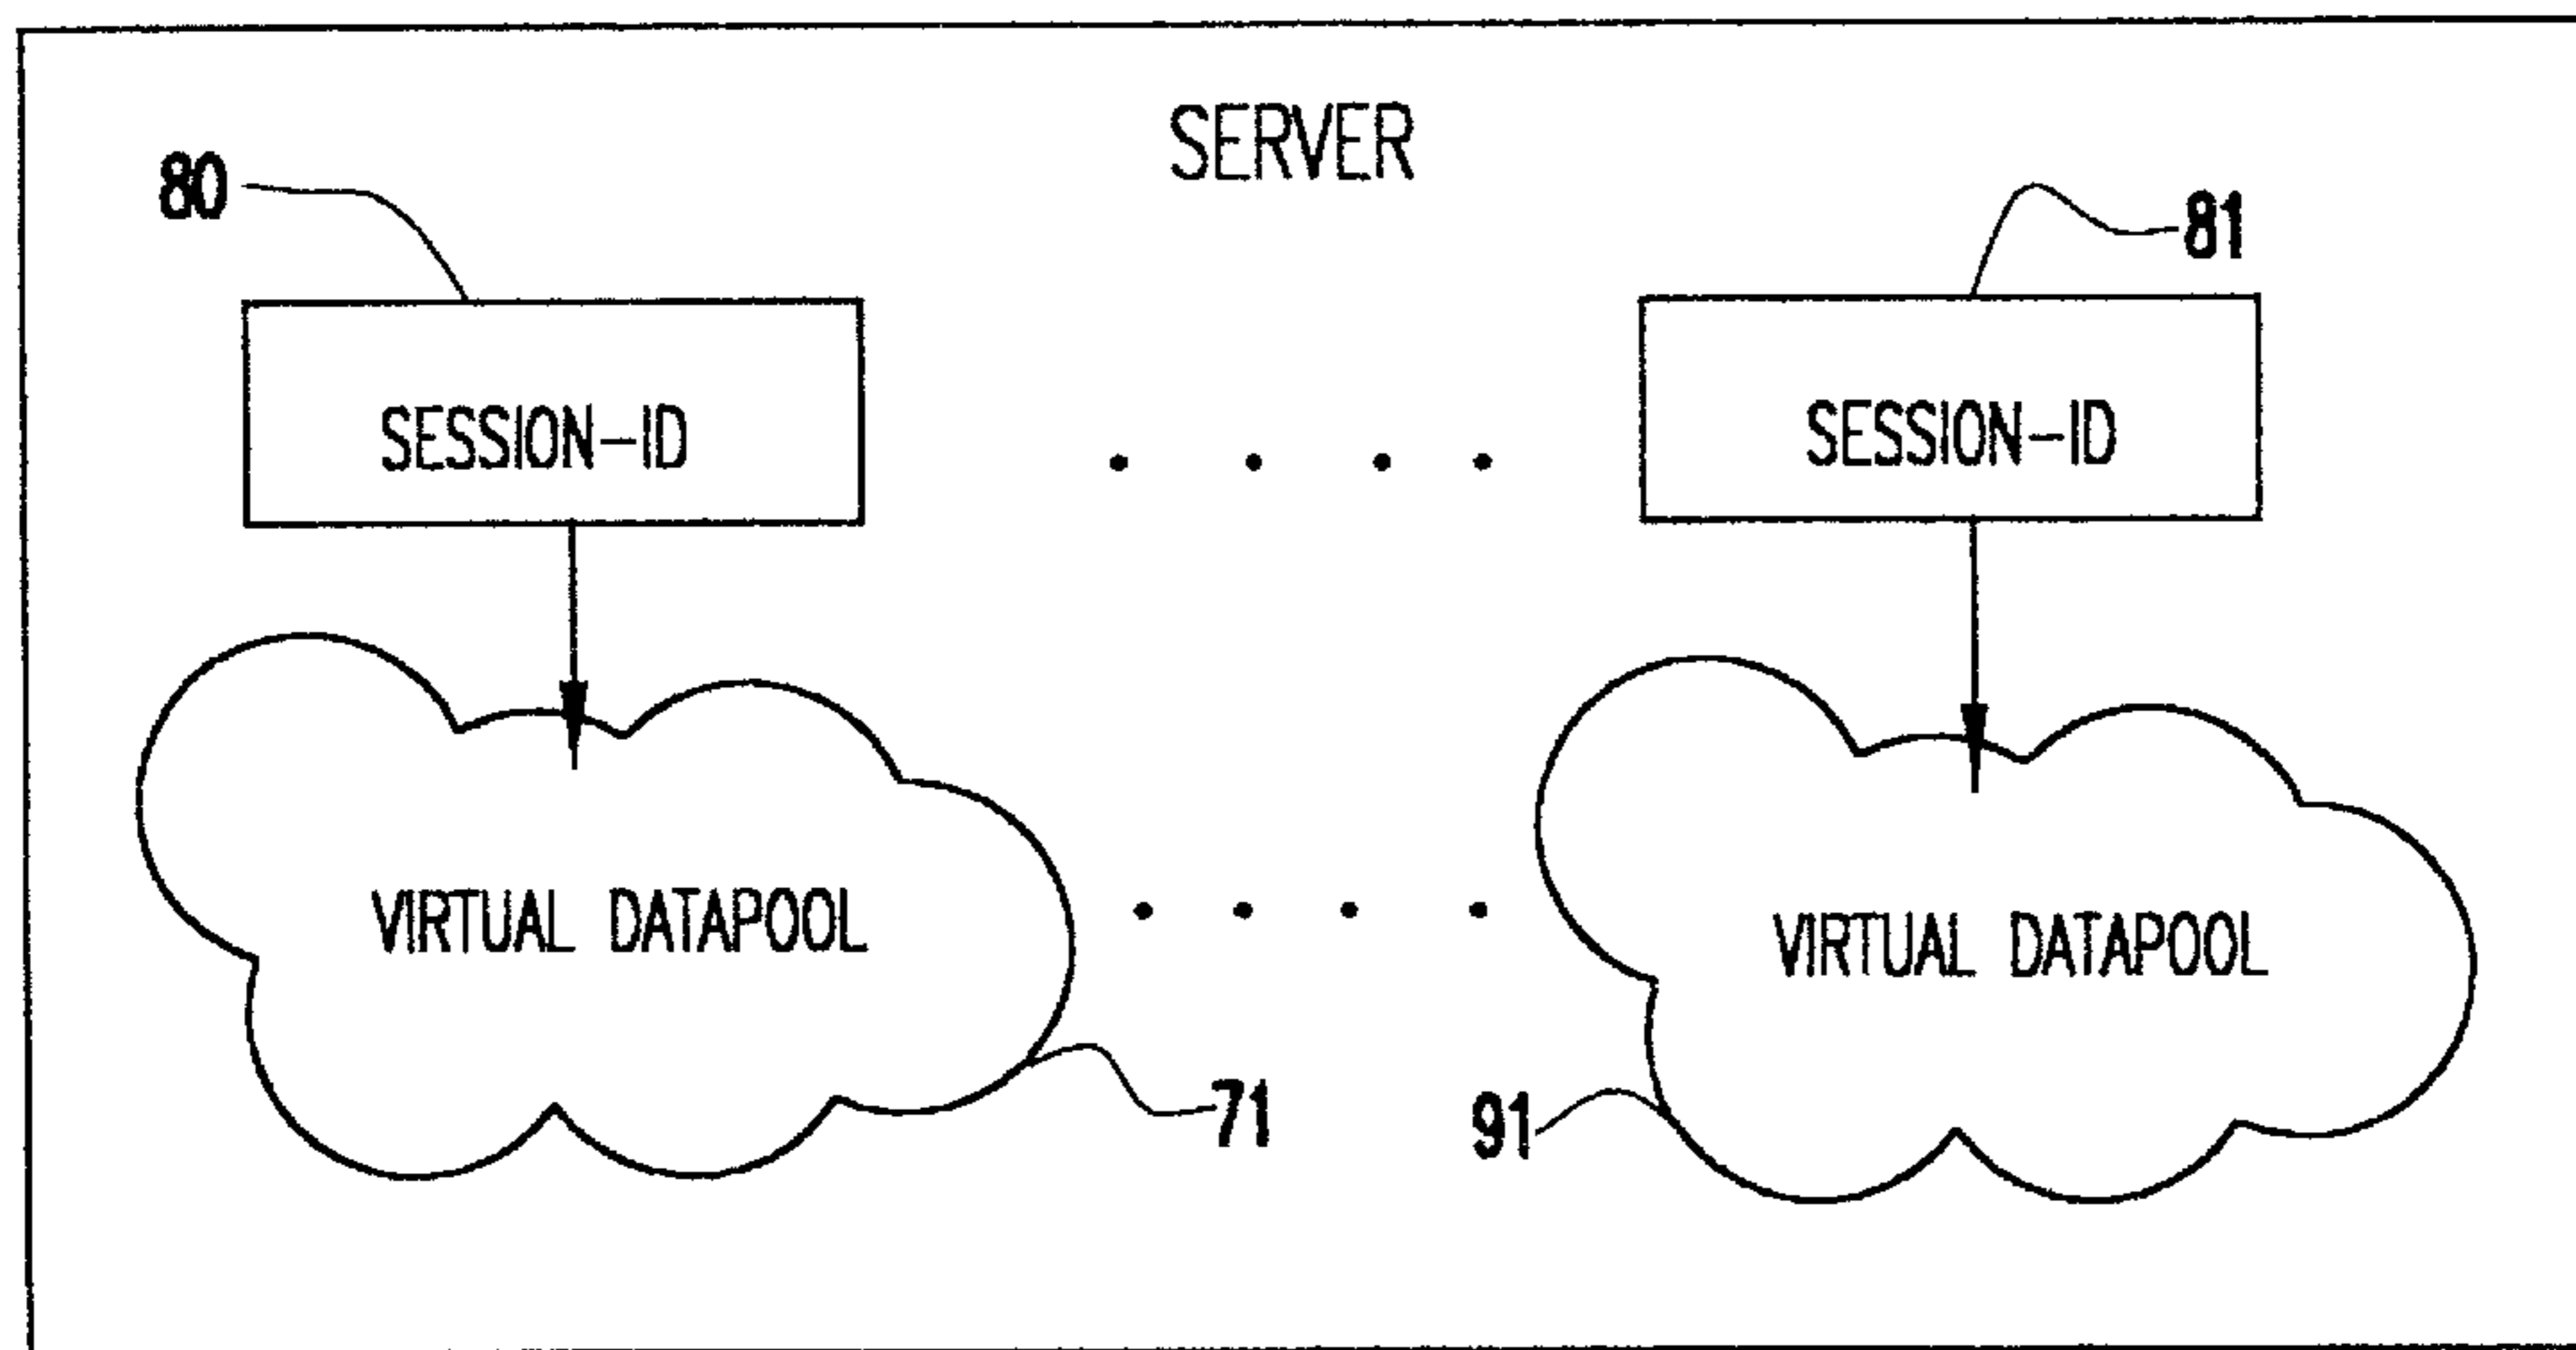 SERVER
80
81
SESSION-ID
SESSION-ID
VIRTUAL DATAPOOL
VIRTUAL DATAPOOL
71
91